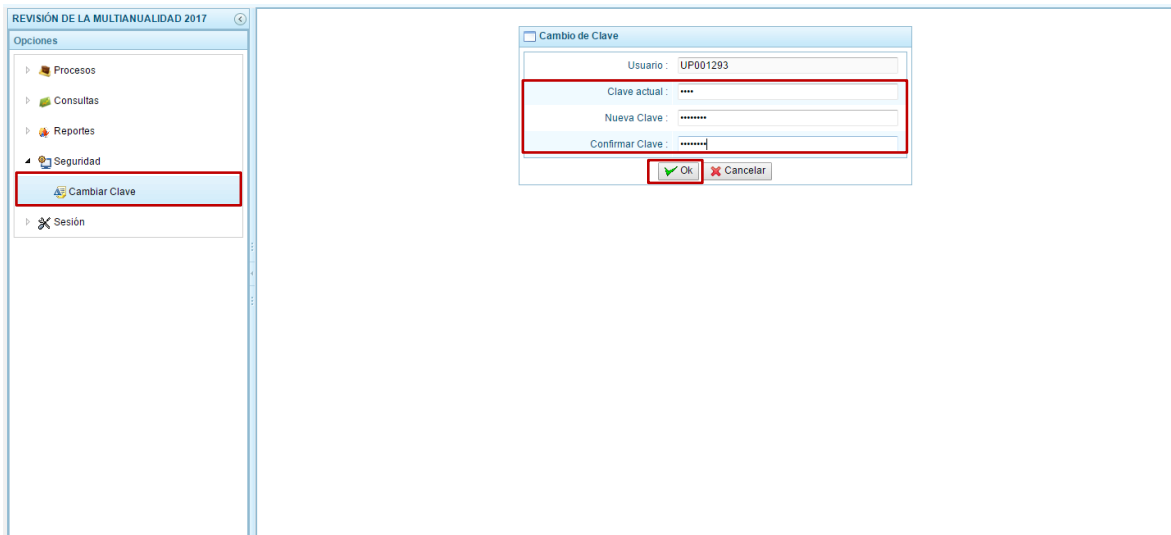 REVISIÓN DE LA MULTIANUALIDAD 2017
Opciones
Procesos
Consultas
Reportes
Seguridad
Cambiar Clave
Sesión
Cambio de Clave
Usuario : UP001293
Clave actual : ••••
Nueva Clave : ••••••••
Confirmar Clave : ••••••••
Ok Cancelar